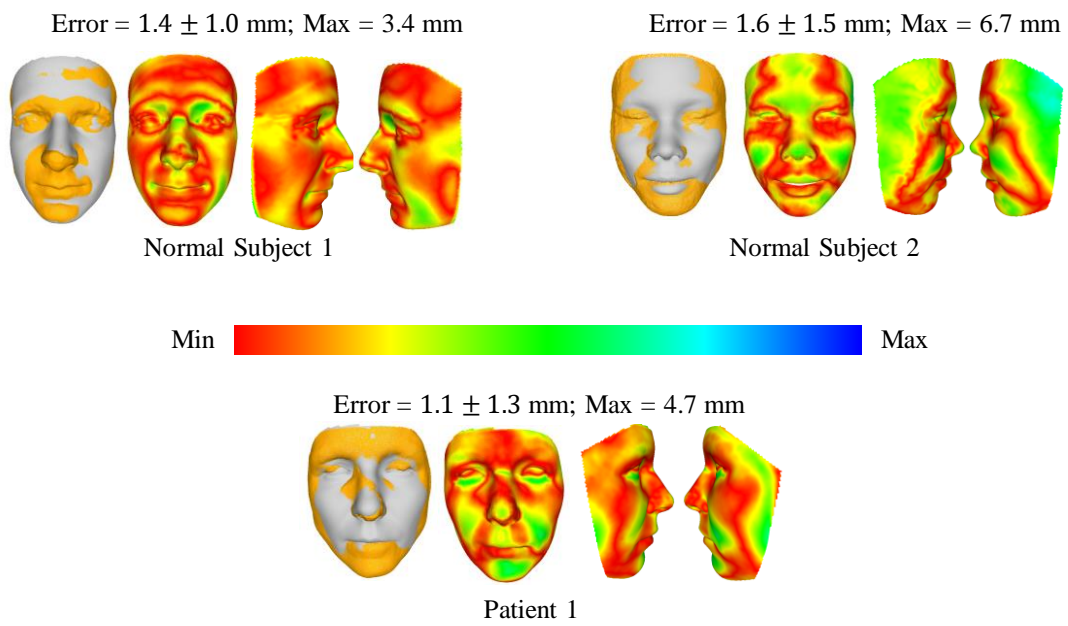 Error = 1.4 ± 1.0 mm; Max = 3.4 mm
Error = 1.6 ± 1.5 mm; Max = 6.7 mm
Normal Subject 1
Normal Subject 2
Min
Max
Error = 1.1 ± 1.3 mm; Max = 4.7 mm
Patient 1